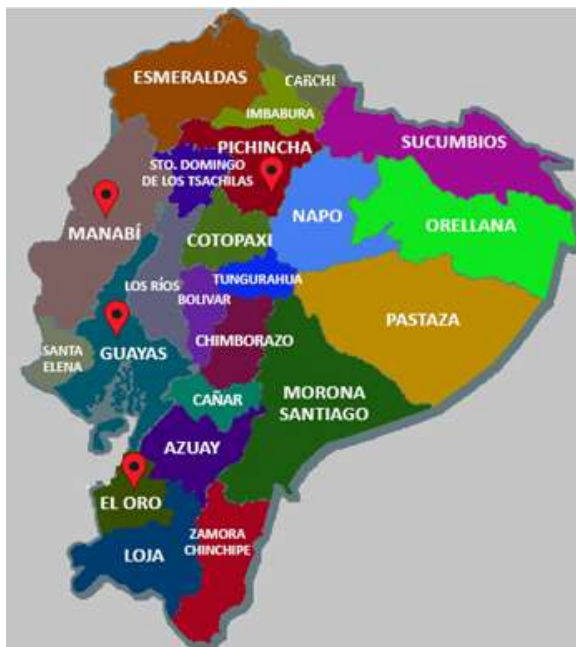 ESMERALDAS
CARCHI
IMBABURA
PICHINCHA
SUCUMBIOS
STO. DOMINGO
DE LOS TSACHILAS
NAPO
ORELLANA
MANABÍ
COTOPAXI
TUNGURAHUA
LOS RÍOS
BOLIVAR
PASTAZA
CHIMBORAZO
SANTA
ELENA
GUAYAS
CAÑAR
MORONA
SANTIAGO
AZUAY
EL ORO
ZAMORA
CHINCHIPE
LOJA